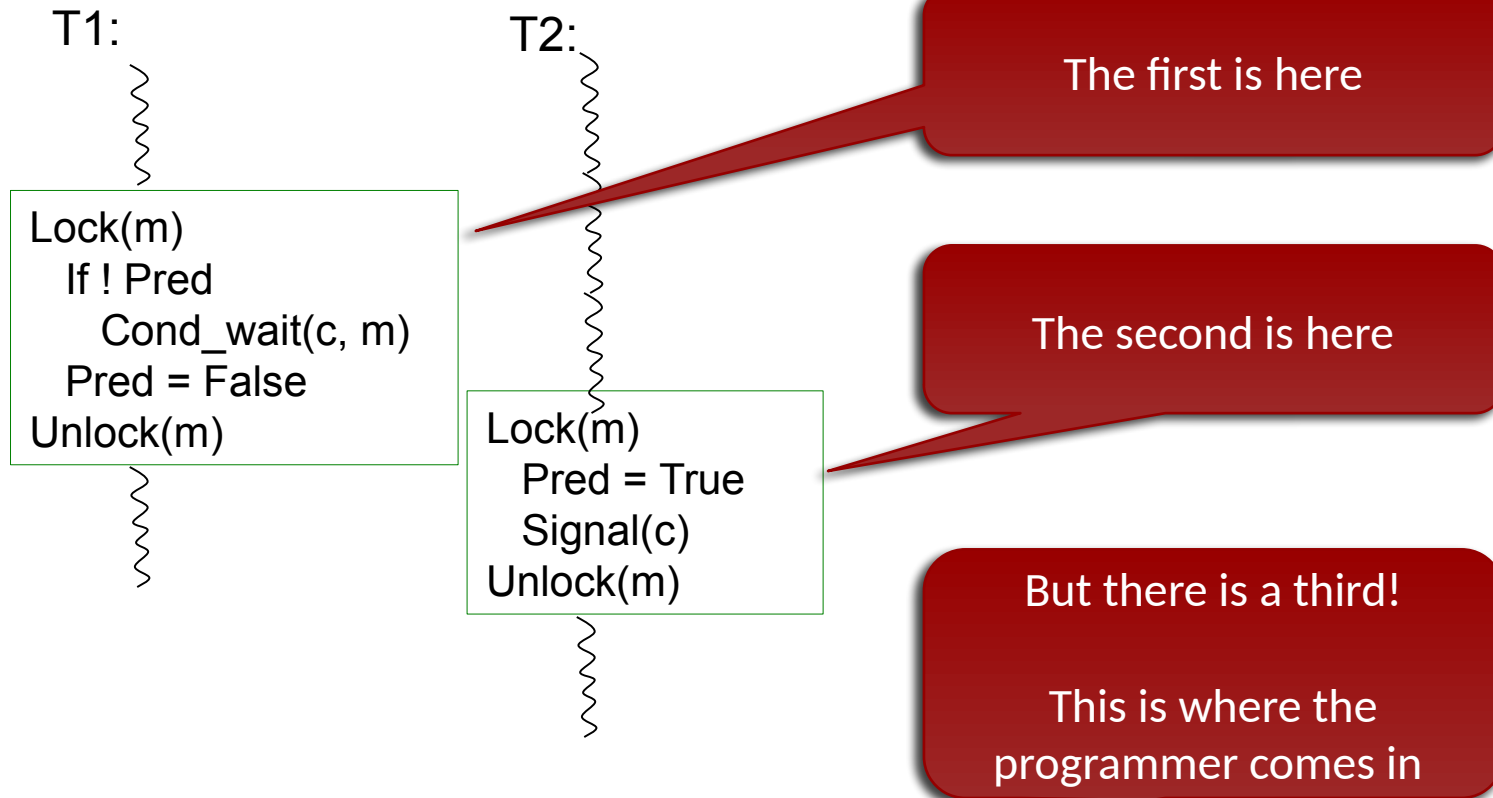 T1:
Lock(m)
If ! Pred
Cond_wait(c, m)
Pred = False
Unlock(m)
T2:
Lock(m)
Pred = True
Signal(c)
Unlock(m)
The first is here
The second is here
But there is a third!
This is where the
programmer comes in